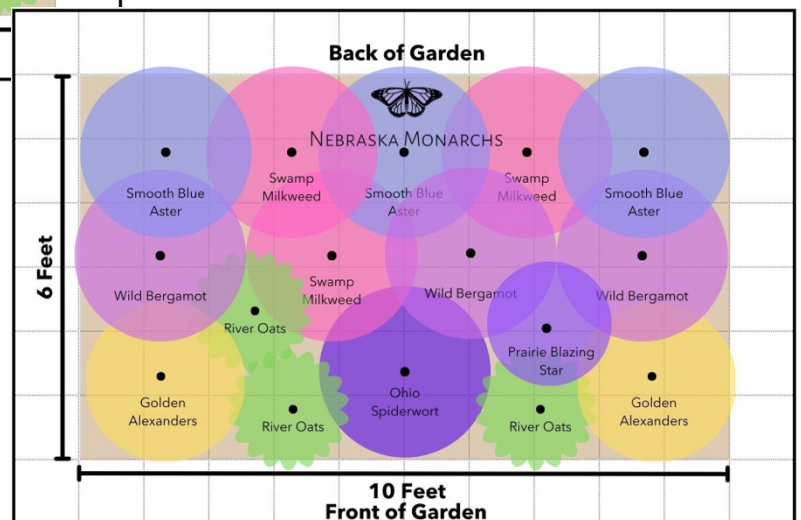 Back of Garden
NEBRASKA MONARCHS
Swamp
Milkweed
Swamp
Milkweed
Smooth Blue
Aster
Smooth Blue
Aster
Smooth Blue
Aster
6 Feet
Wild Bergamot
Swamp
Milkweed
Wild Bergamot
Wild Bergamot
River Oats
Prairie Blazing
Star
Golden
Alexanders
River Oats
Ohio
Spiderwort
River Oats
Golden
Alexanders
10 Feet
Front of Garden